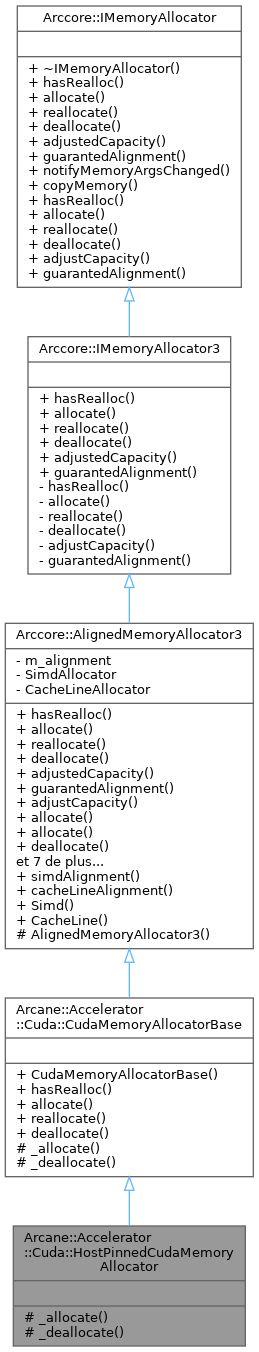 Arccore::IMemoryAllocator
+ ~IMemoryAllocator()
+ hasRealloc()
+ allocate()
+ reallocate()
+ deallocate()
+ adjustedCapacity()
+ guarantedAlignment()
+ notifyMemoryArgsChanged()
+ copyMemory()
+ hasRealloc()
+ allocate()
+ reallocate()
+ deallocate()
+ adjustCapacity()
+ guarantedAlignment()
Arccore::IMemoryAllocator3
+ hasRealloc()
+ allocate()
+ reallocate()
+ deallocate()
+ adjustedCapacity()
+ guarantedAlignment()
- hasRealloc()
- allocate()
- reallocate()
- deallocate()
- adjustCapacity()
- guarantedAlignment()
Arccore::AlignedMemoryAllocator3
- m_alignment
- SimdAllocator
- CacheLineAllocator
+ hasRealloc()
+ allocate()
+ reallocate()
+ deallocate()
+ adjustedCapacity()
+ guarantedAlignment()
+ adjustCapacity()
+ allocate()
+ allocate()
+ deallocate()
et 7 de plus...
+ simdAlignment()
+ cacheLineAlignment()
+ Simd()
+ CacheLine()
# AlignedMemoryAllocator3()
Arcane::Accelerator
::Cuda::CudaMemoryAllocatorBase
+ CudaMemoryAllocatorBase()
+ hasRealloc()
+ allocate()
+ reallocate()
+ deallocate()
# _allocate()
# _deallocate()
Arcane::Accelerator
::Cuda::HostPinnedCudaMemory
Allocator
# _allocate()
# _deallocate()